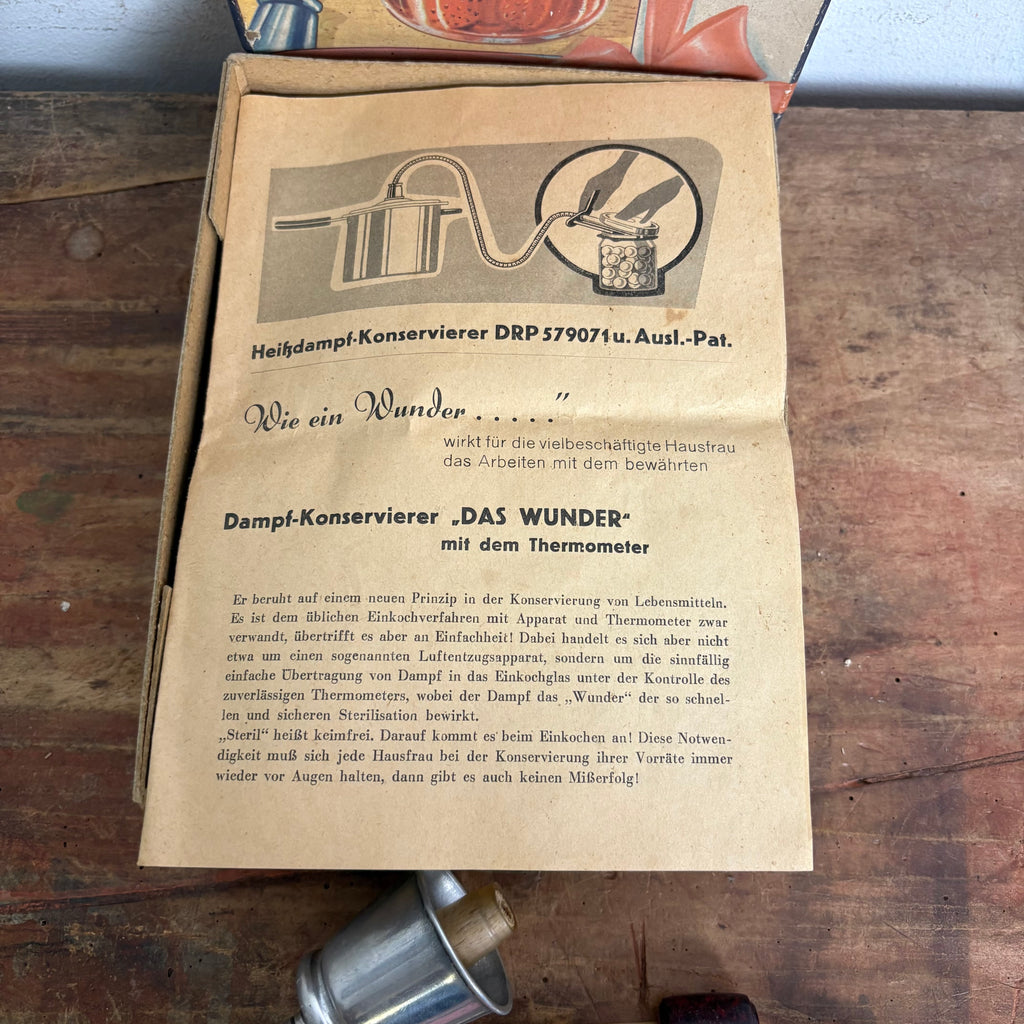 Heißdampf-Konservierer DRP 579071 u. Ausl.-Pat.
Wie ein Wunder . . . . ."
wirkt für die vielbeschäftigte Hausfrau
das Arbeiten mit dem bewährten
Dampf-Konservierer „DAS WUNDER"
mit dem Thermometer
Er beruht auf einem neuen Prinzip in der Konservierung von Lebensmitteln.
Es ist dem üblichen Einkochverfahren mit Apparat und Thermometer zwar
verwandt, übertrifft es aber an Einfachheit! Dabei handelt es sich aber nicht
etwa um einen sogenannten Luftentzugsapparat, sondern um die sinnfällig
einfache Übertragung von Dampf in das Einkochglas unter der Kontrolle des
zuverlässigen Thermometers, wobei der Dampf das „Wunder" der so schnel-
len und sicheren Sterilisation bewirkt.
„Steril" heißt keimfrei. Darauf kommt es beim Einkochen an! Diese Notwen-
digkeit muß sich jede Hausfrau bei der Konservierung ihrer Vorräte immer
wieder vor Augen halten, dann gibt es auch keinen Mißerfolg!